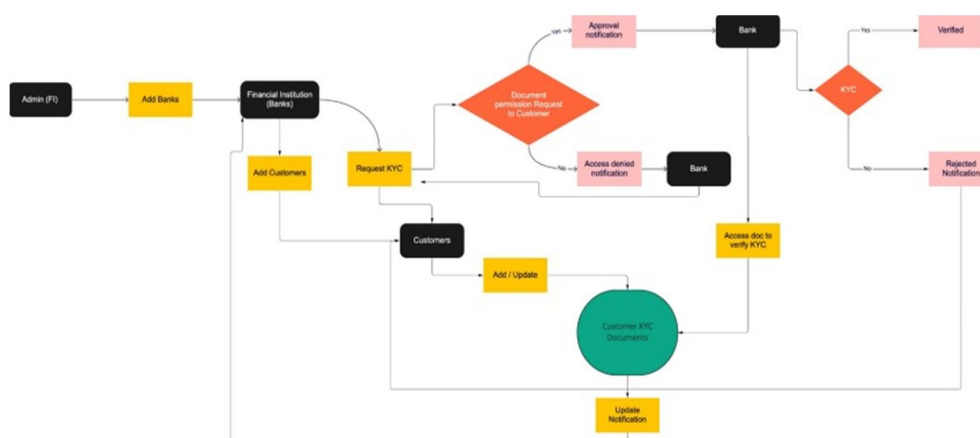 Admin (FI)
Add Banks
Financial Institution
(Banks)
Add Customers
Request KYC
Document
permission Request
to Customer
Yes
Approval
notification
No
Access denied
notification
Bank
Bank
KYC
Yes
Verified
No
Rejected
Notification
Customers
Add / Update
Access doc to
verify KYC
Customer KYC
Documents
Update
Notification